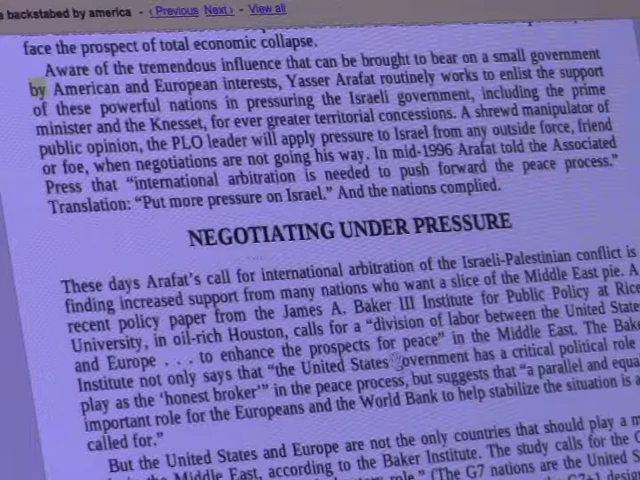 backstabed by america - ‹ Previous Next › - View all
face the prospect of total economic collapse.
Aware of the tremendous influence that can be brought to bear on a small government
by American and European interests, Yasser Arafat routinely works to enlist the support
of these powerful nations in pressuring the Israeli government, including the prime
minister and the Knesset, for ever greater territorial concessions. A shrewd manipulator of
public opinion, the PLO leader will apply pressure to Israel from any outside force, friend
or foe, when negotiations are not going his way. In mid-1996 Arafat told the Associated
Press that “international arbitration is needed to push forward the peace process.”
Translation: “Put more pressure on Israel.” And the nations complied.
NEGOTIATING UNDER PRESSURE
These days Arafat’s call for international arbitration of the Israeli-Palestinian conflict is
finding increased support from many nations who want a slice of the Middle East pie. A
recent policy paper from the James A. Baker III Institute for Public Policy at Rice
University, in oil-rich Houston, calls for a “division of labor between the United State
and Europe . . . to enhance the prospects for peace” in the Middle East. The Bak
Institute not only says that “the United States government has a critical political role
play as the ‘honest broker’” in the peace process, but suggests that “a parallel and equa
important role for the Europeans and the World Bank to help stabilize the situation is a
called for.”
But the United States and Europe are not the only countries that should play a m
Middle East, according to the Baker Institute. The study calls for the G
role.” (The G7 nations are the United S